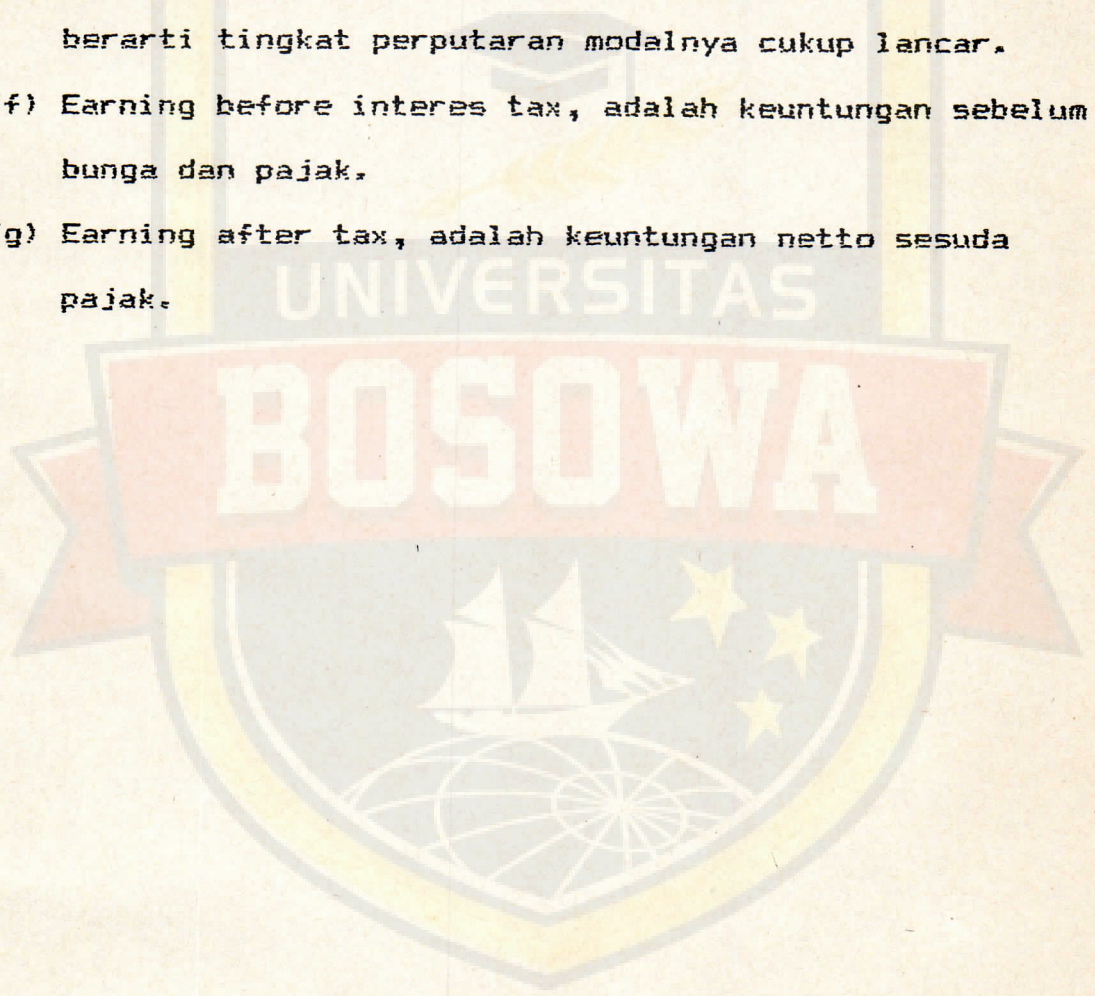 berarti tingkat perputaran modalnya cukup lancar.
f) Earning before interes tax, adalah keuntungan sebelum
bunga dan pajak.
g) Earning after tax, adalah keuntungan netto sesuda
pajak.
UNIVERSITAS
BOSOWA